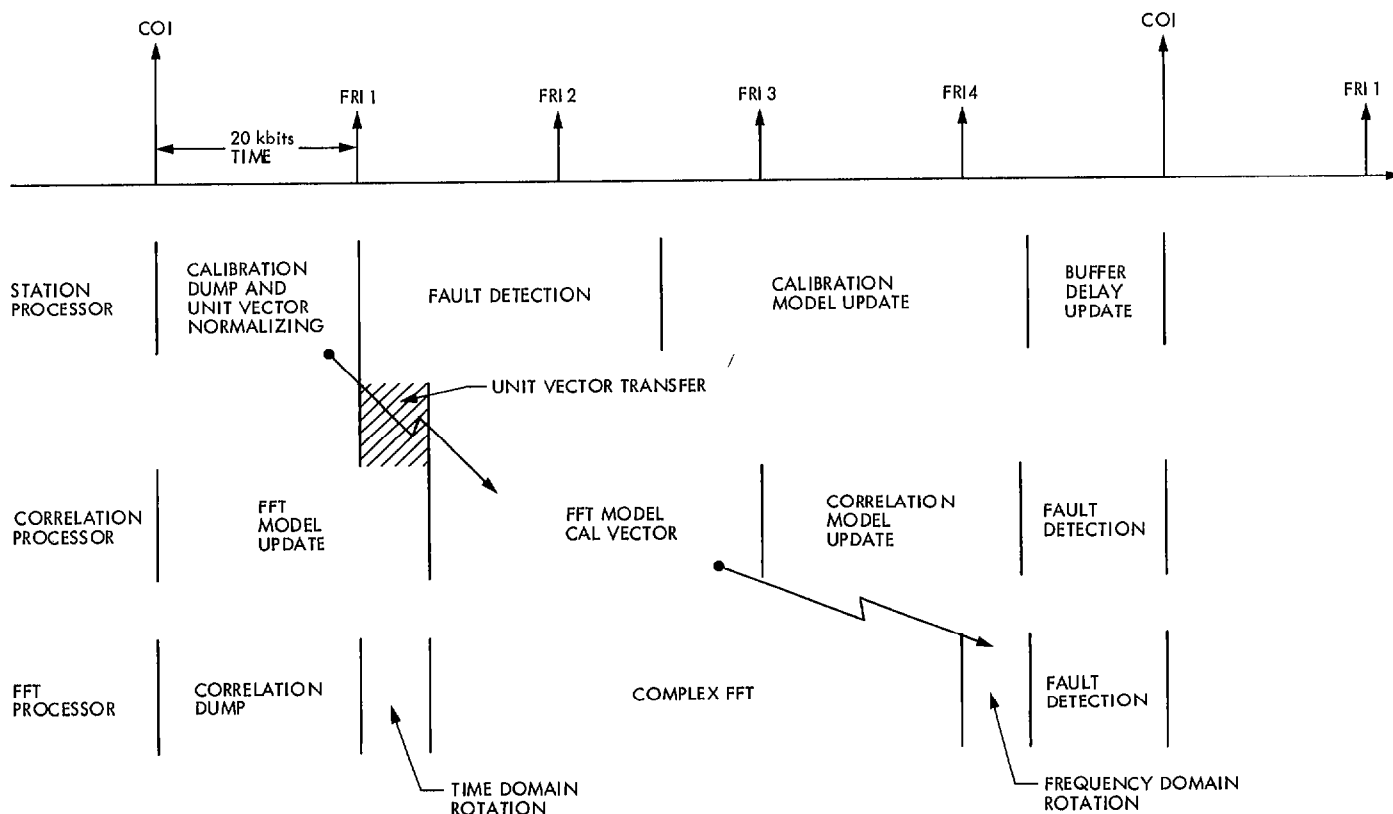 COI
COI
FRI 1
FRI 2
FRI 3
FRI 4
FRI 1
20 kbits
TIME
STATION
PROCESSOR
CALIBRATION
DUMP AND
UNIT VECTOR
NORMALIZING
FAULT DETECTION
CALIBRATION
MODEL UPDATE
BUFFER
DELAY
UPDATE
UNIT VECTOR TRANSFER
CORRELATION
PROCESSOR
FFT
MODEL
UPDATE
FFT MODEL
CAL VECTOR
CORRELATION
MODEL
UPDATE
FAULT
DETECTION
FFT
PROCESSOR
CORRELATION
DUMP
COMPLEX FFT
FAULT
DETECTION
TIME DOMAIN
ROTATION
FREQUENCY DOMAIN
ROTATION